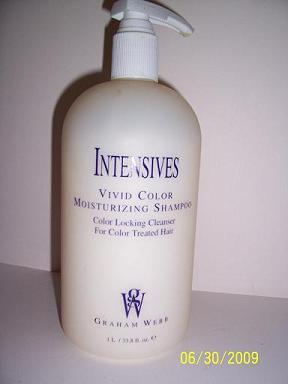 INTENSIVES
VIVID COLOR
MOISTURIZING SHAMPOO
Color Locking Cleanser
For Color Treated Hair
GW
GRAHAM WEBB
1 L / 33.8 fl. oz. ℮
06/30/2009